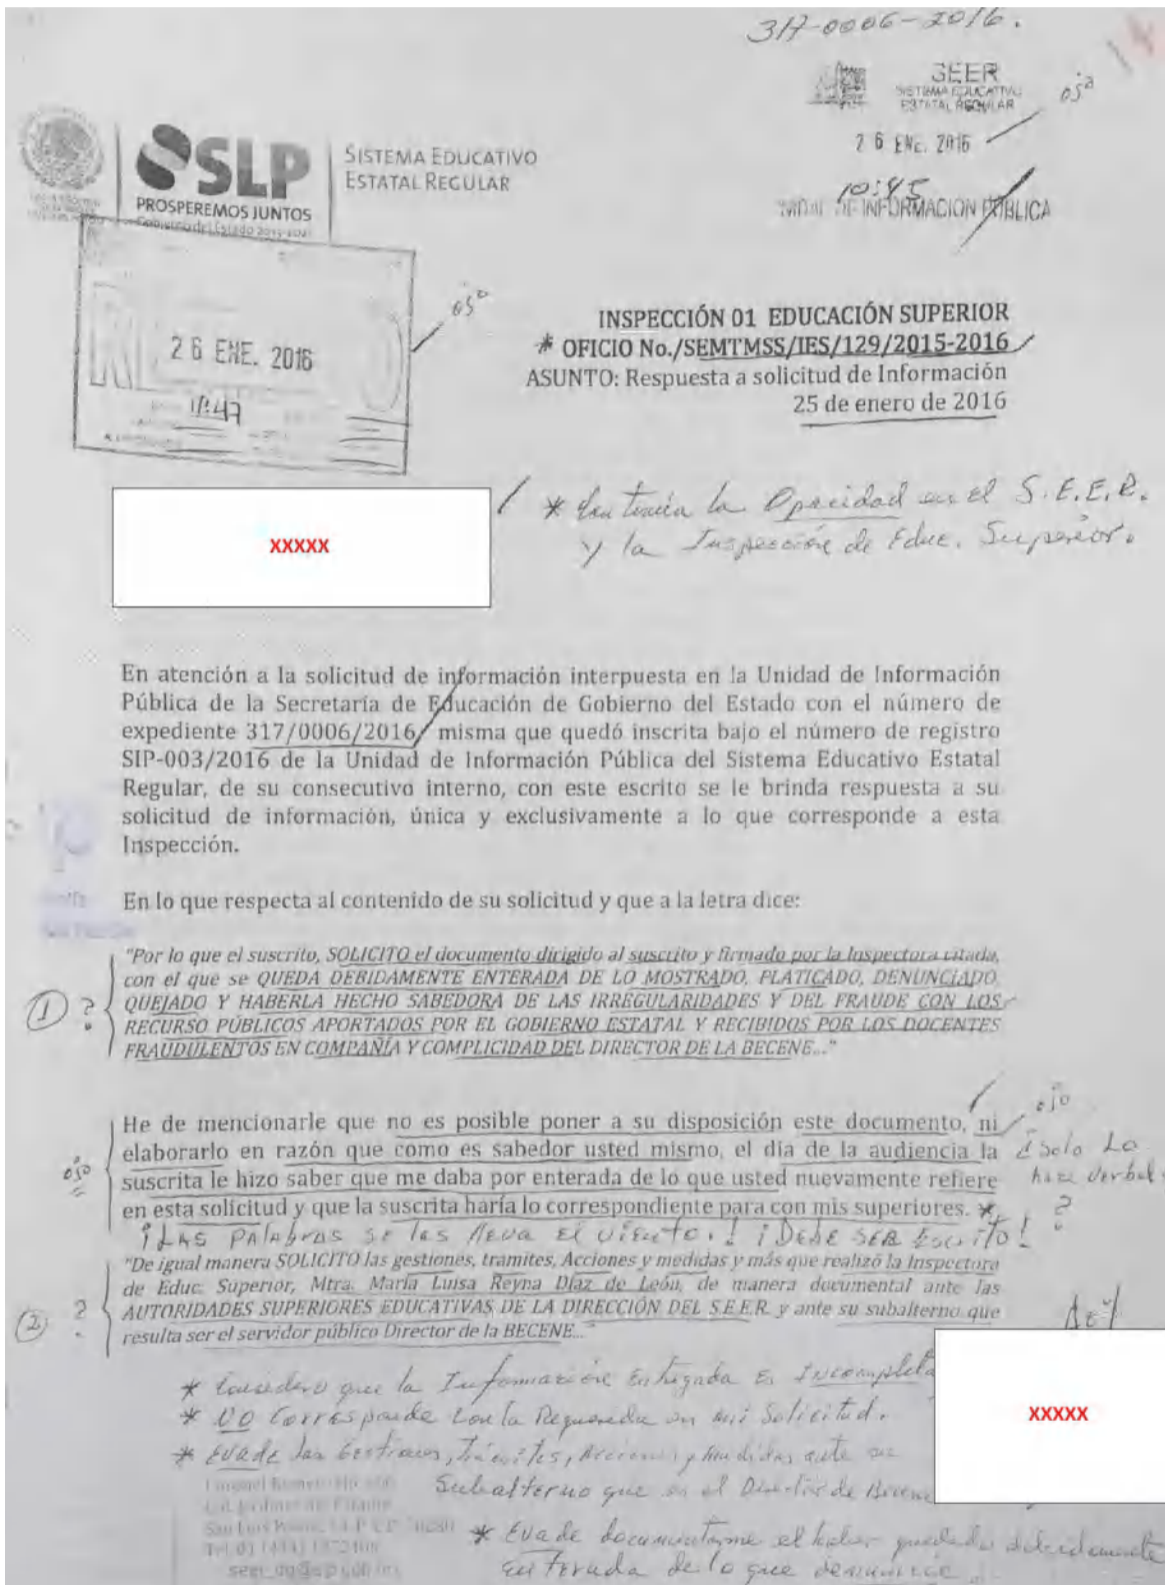 317-0006-2016.
SEER
SISTEMA EDUCATIVO
ESTATAL REGULAR
26 ENE. 2016
10:45
UNIDAD DE INFORMACION PÚBLICA
SLP
PROSPEREMOS JUNTOS
Gobierno del Estado 2015-2021
SISTEMA EDUCATIVO
ESTATAL REGULAR
26 ENE. 2016
INSPECCIÓN 01 EDUCACIÓN SUPERIOR
* OFICIO No./SEMTMSS/IES/129/2015-2016
ASUNTO: Respuesta a solicitud de Información
25 de enero de 2016
XXXXX
* la Opacidad en el S.E.E.R.
y la Inspección de Educ. Superior.
En atención a la solicitud de información interpuesta en la Unidad de Información
Pública de la Secretaría de Educación de Gobierno del Estado con el número de
expediente 317/0006/2016, misma que quedó inscrita bajo el número de registro
SIP-003/2016 de la Unidad de Información Pública del Sistema Educativo Estatal
Regular, de su consecutivo interno, con este escrito se le brinda respuesta a su
solicitud de información, única y exclusivamente a lo que corresponde a esta
Inspección.
En lo que respecta al contenido de su solicitud y que a la letra dice:
"Por lo que el suscrito, SOLICITO el documento dirigido al suscrito y firmado por la Inspectora citada,
con el que se QUEDA DEBIDAMENTE ENTERADA DE LO MOSTRADO, PLATICADO, DENUNCIADO,
1 ? QUEJADO Y HABERLA HECHO SABEDORA DE LAS IRREGULARIDADES Y DEL FRAUDE CON LOS
RECURSO PÚBLICOS APORTADOS POR EL GOBIERNO ESTATAL Y RECIBIDOS POR LOS DOCENTES
FRAUDULENTOS EN COMPAÑÍA Y COMPLICIDAD DEL DIRECTOR DE LA BECENE..."
He de mencionarle que no es posible poner a su disposición este documento, ni ojo
elaborarlo en razón que como es sabedor usted mismo, el día de la audiencia la ¿Solo La
suscrita le hizo saber que me daba por enterada de lo que usted nuevamente refiere hace Verbal
en esta solicitud y que la suscrita haría lo correspondiente para con mis superiores. * ?
¡LAS PALABRAS SE LAS LLEVA EL VIENTO.! ¡DEBE SER ESCRITO!
"De igual manera SOLICITO las gestiones, tramites, Acciones y medidas y más que realizó la Inspectora
de Educ. Superior, Mtra. María Luisa Reyna Díaz de León, de manera documental ante las
2 ? AUTORIDADES SUPERIORES EDUCATIVAS DE LA DIRECCIÓN DEL S.E.E.R. y ante su subalterno que
resulta ser el servidor público Director de la BECENE..."
XXXXX
* Considero que la Información Entregada es Incompleta
* NO Corresponde con la Requerida en mi Solicitud.
* EVADE las Gestiones, Trámites, Acciones y Medidas ante su
Subalterno que es el Director de Becene
* EVADE documentarme el haber quedado debidamente
enterada de lo que denuncié.